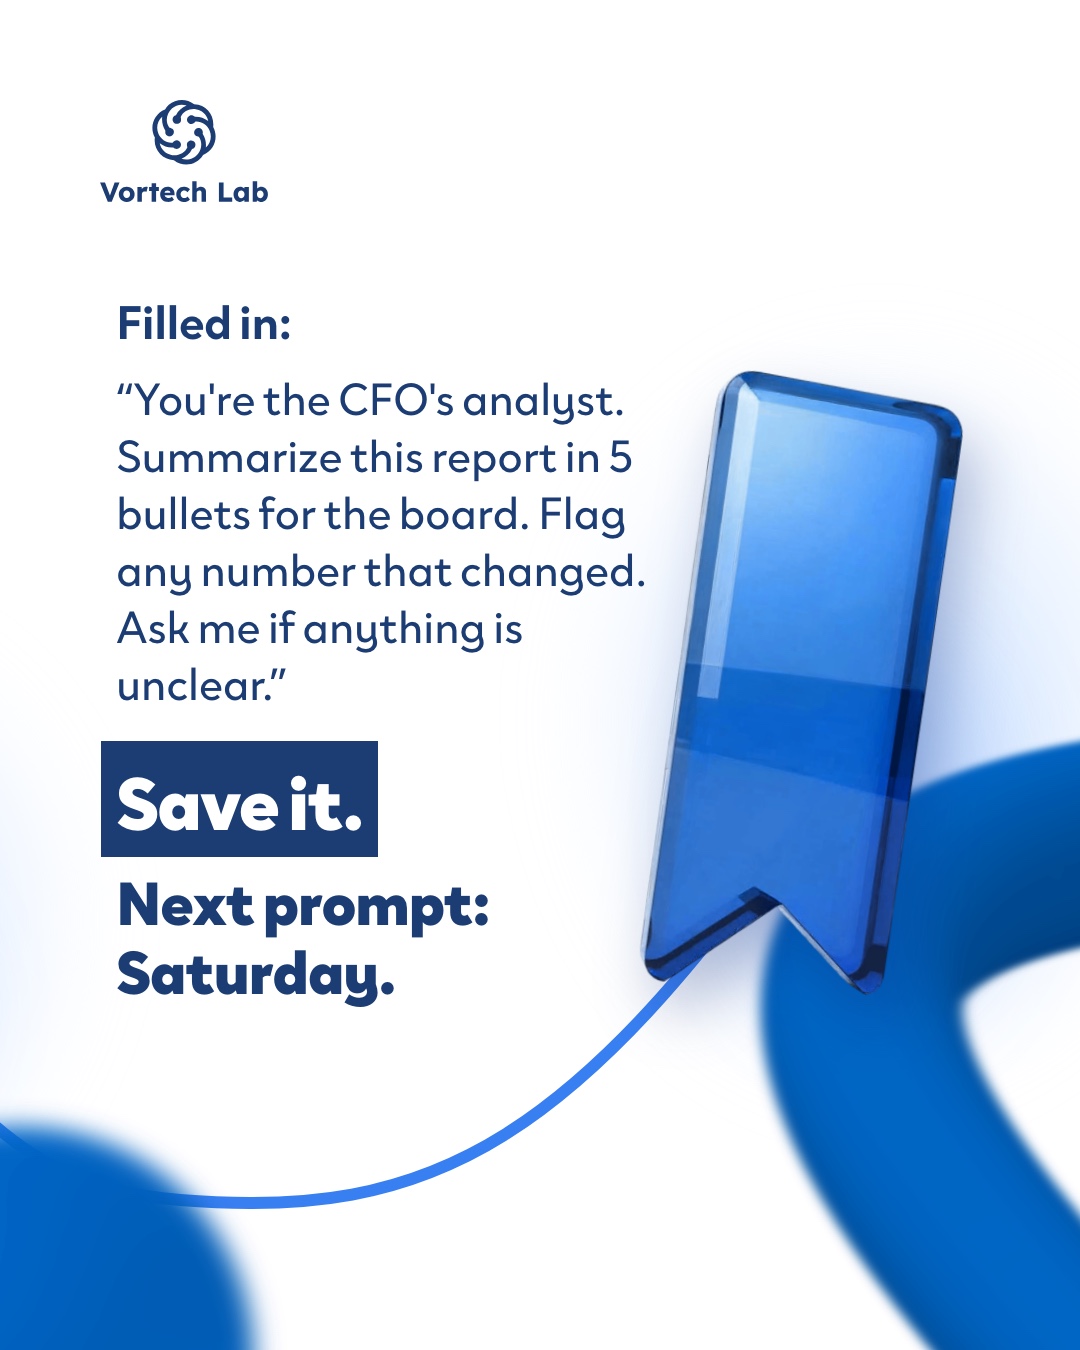 Vortech Lab
Filled in:
“You're the CFO's analyst.
Summarize this report in 5
bullets for the board. Flag
any number that changed.
Ask me if anything is
unclear.”
Save it.
Next prompt:
Saturday.